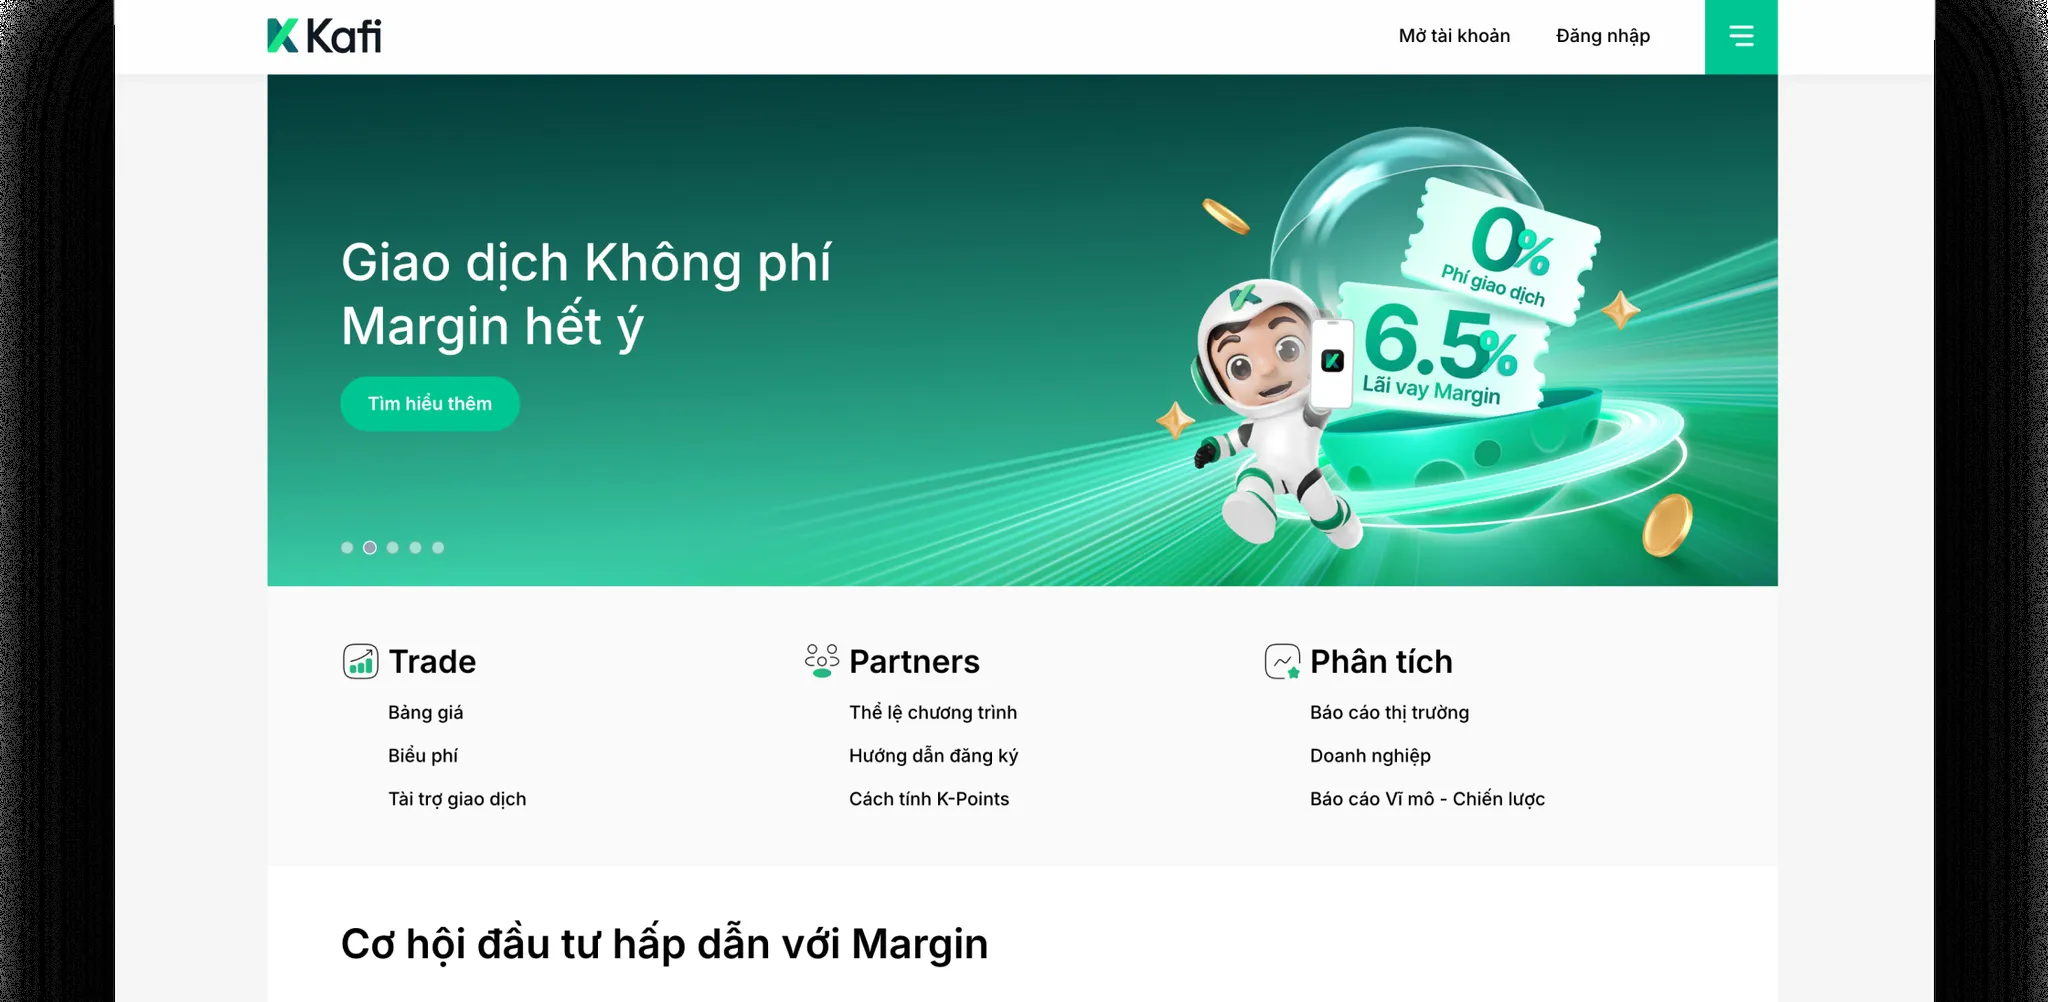 Kafi
Mở tài khoản
Đăng nhập
Giao dịch Không phí
Margin hết ý
Tìm hiểu thêm
0%
Phí giao dịch
6.5%
Lãi vay Margin
Trade
Bảng giá
Biểu phí
Tài trợ giao dịch
Partners
Thể lệ chương trình
Hướng dẫn đăng ký
Cách tính K-Points
Phân tích
Báo cáo thị trường
Doanh nghiệp
Báo cáo Vĩ mô - Chiến lược
Cơ hội đầu tư hấp dẫn với Margin